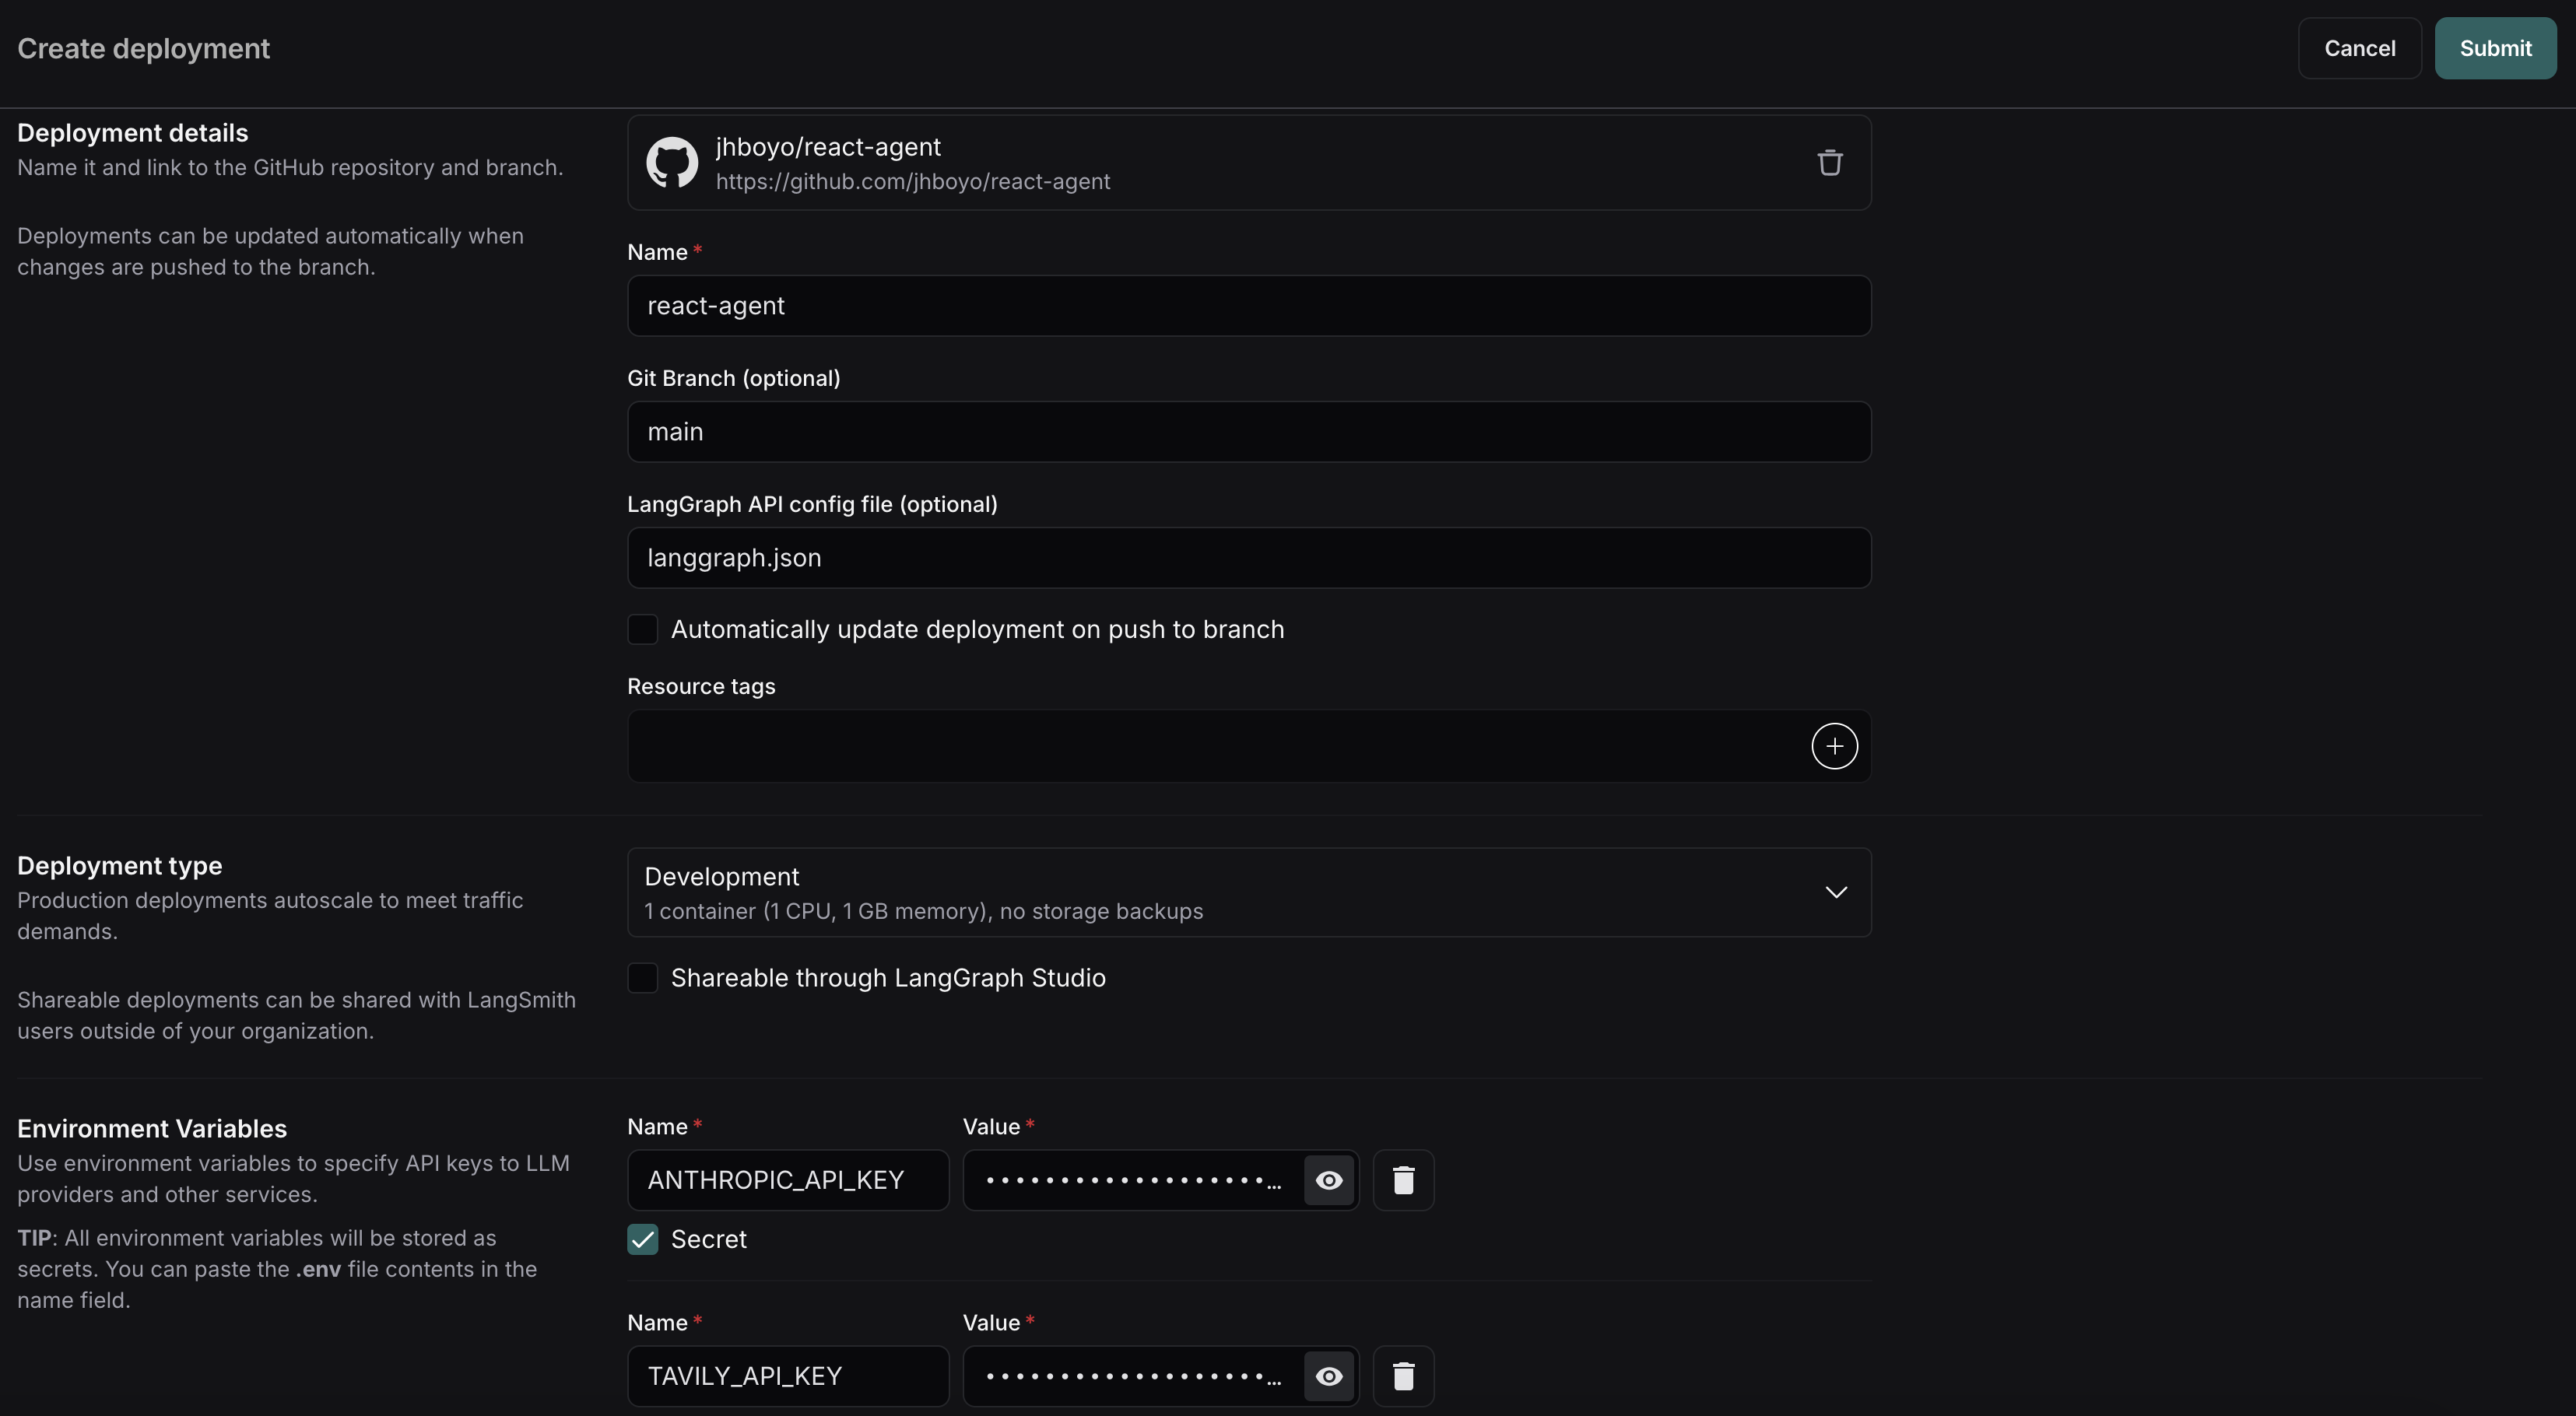 Create deployment
Cancel
Submit
Deployment details
Name it and link to the GitHub repository and branch.
Deployments can be updated automatically when
changes are pushed to the branch.
jhboyo/react-agent
https://github.com/jhboyo/react-agent
Name *
react-agent
Git Branch (optional)
main
LangGraph API config file (optional)
langgraph.json
Automatically update deployment on push to branch
Resource tags
Deployment type
Production deployments autoscale to meet traffic
demands.
Shareable deployments can be shared with LangSmith
users outside of your organization.
Development
1 container (1 CPU, 1 GB memory), no storage backups
Shareable through LangGraph Studio
Environment Variables
Use environment variables to specify API keys to LLM
providers and other services.
TIP: All environment variables will be stored as
secrets. You can paste the .env file contents in the
name field.
Name *
Value *
ANTHROPIC_API_KEY
•••••••••••••••••••...
Secret
Name *
Value *
TAVILY_API_KEY
•••••••••••••••••••...